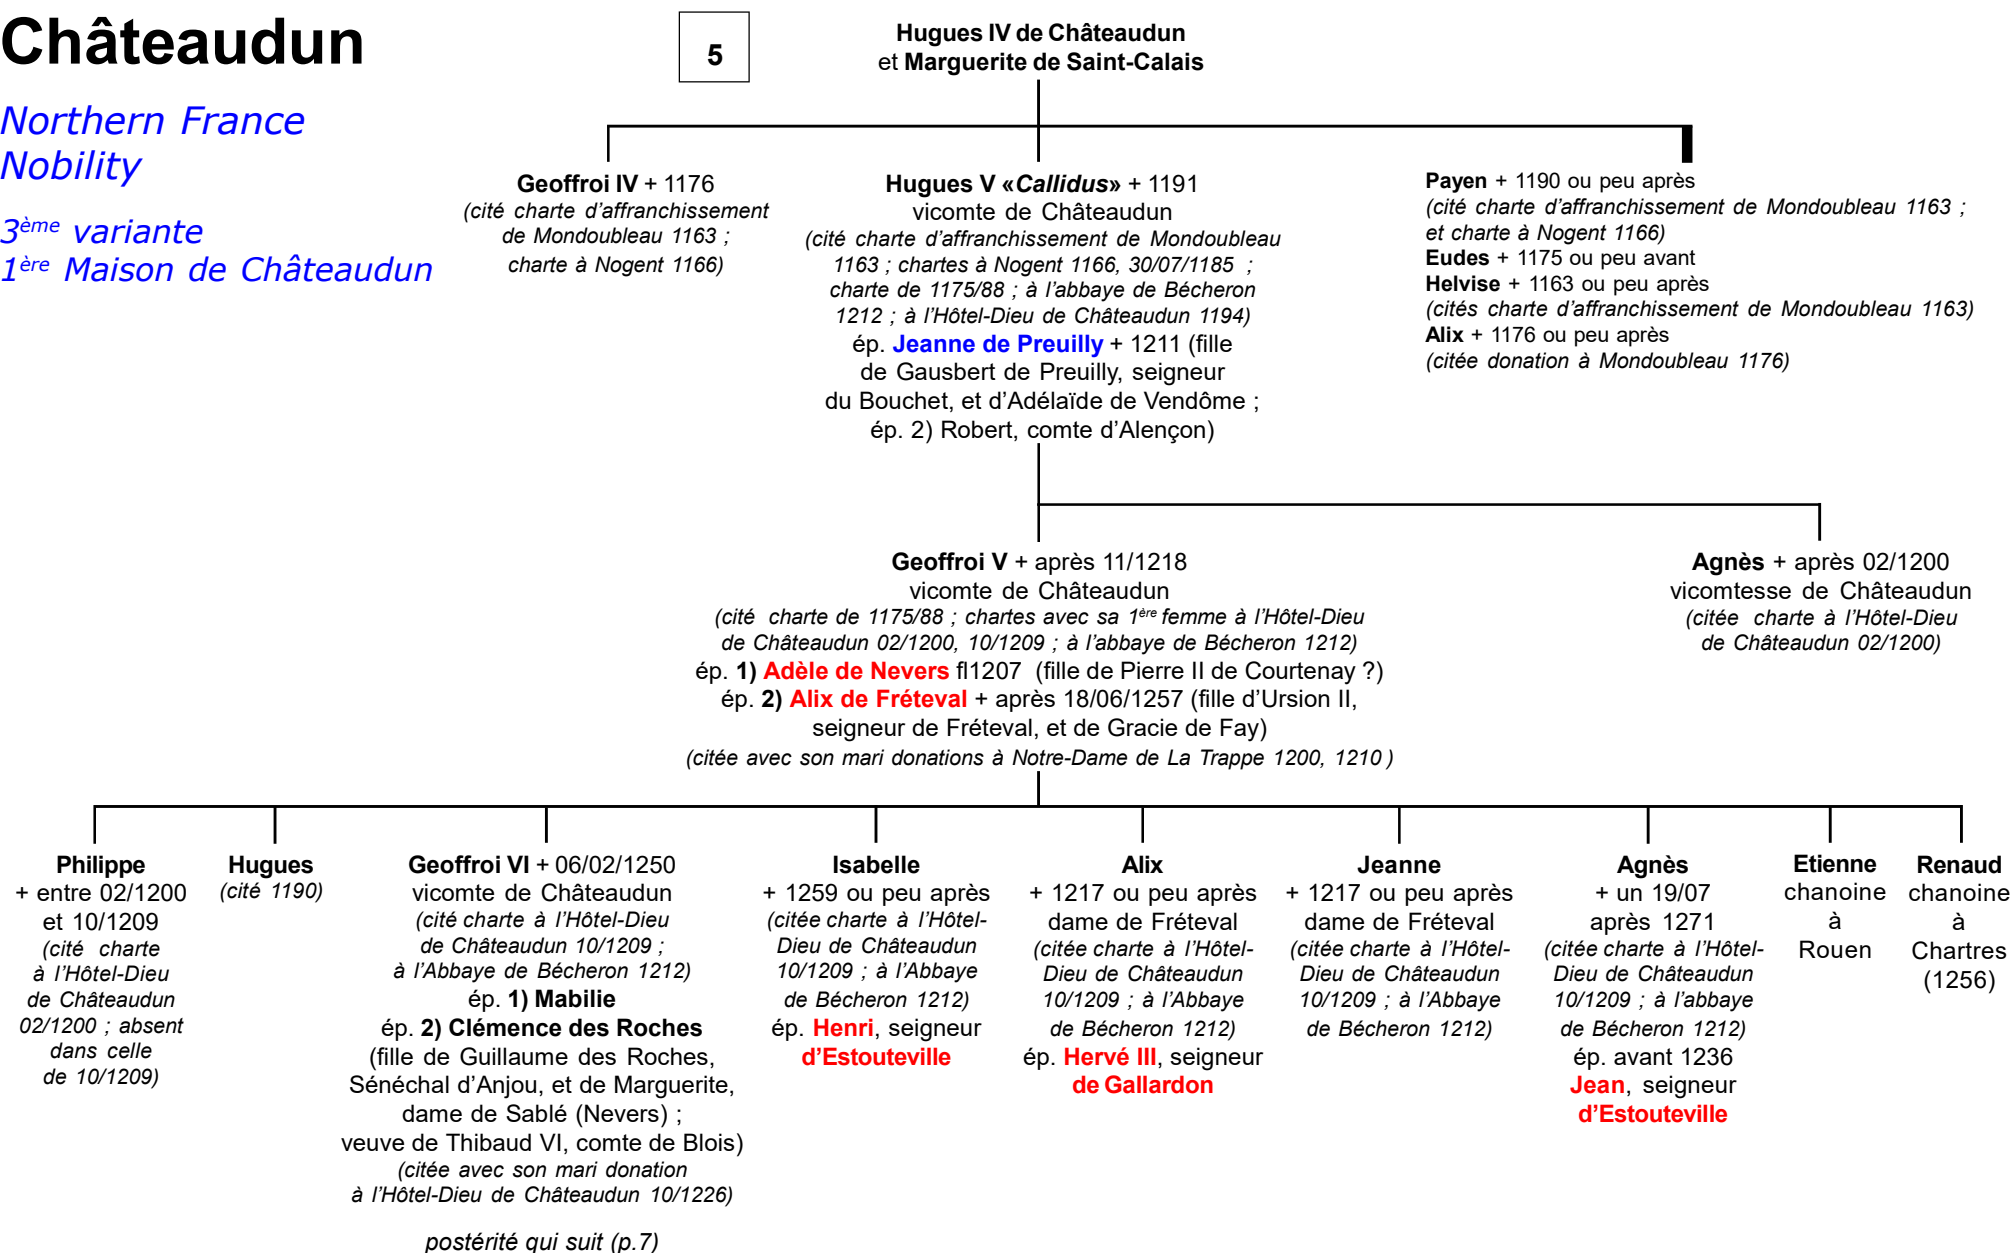 Châteaudun
Northern France
Nobility
3ème variante
1ère Maison de Châteaudun
5
Hugues IV de Châteaudun
et Marguerite de Saint-Calais
Geoffroi IV + 1176
(cité charte d'affranchissement
de Mondoubleau 1163 ;
charte à Nogent 1166)
Hugues V «Callidus» + 1191
vicomte de Châteaudun
(cité charte d'affranchissement de Mondoubleau
1163 ; chartes à Nogent 1166, 30/07/1185 ;
charte de 1175/88 ; à l'abbaye de Bécheron
1212 ; à l'Hôtel-Dieu de Châteaudun 1194)
ép. Jeanne de Preuilly + 1211 (fille
de Gausbert de Preuilly, seigneur
du Bouchet, et d'Adélaïde de Vendôme ;
ép. 2) Robert, comte d'Alençon)
Payen + 1190 ou peu après
(cité charte d'affranchissement de Mondoubleau 1163 ;
et charte à Nogent 1166)
Eudes + 1175 ou peu avant
Helvise + 1163 ou peu après
(cités charte d'affranchissement de Mondoubleau 1163)
Alix + 1176 ou peu après
(citée donation à Mondoubleau 1176)
Geoffroi V + après 11/1218
vicomte de Châteaudun
(cité charte de 1175/88 ; chartes avec sa 1ère femme à l'Hôtel-Dieu
de Châteaudun 02/1200, 10/1209 ; à l'abbaye de Bécheron 1212)
ép. 1) Adèle de Nevers fl1207 (fille de Pierre II de Courtenay ?)
ép. 2) Alix de Fréteval + après 18/06/1257 (fille d'Ursion II,
seigneur de Fréteval, et de Gracie de Fay)
(citée avec son mari donations à Notre-Dame de La Trappe 1200, 1210 )
Agnès + après 02/1200
vicomtesse de Châteaudun
(citée charte à l'Hôtel-Dieu
de Châteaudun 02/1200)
Philippe
+ entre 02/1200
et 10/1209
(cité charte
à l'Hôtel-Dieu
de Châteaudun
02/1200 ; absent
dans celle
de 10/1209)
Hugues
(cité 1190)
Geoffroi VI + 06/02/1250
vicomte de Châteaudun
(cité charte à l'Hôtel-Dieu
de Châteaudun 10/1209 ;
à l'Abbaye de Bécheron 1212)
ép. 1) Mabilie
ép. 2) Clémence des Roches
(fille de Guillaume des Roches,
Sénéchal d'Anjou, et de Marguerite,
dame de Sablé (Nevers) ;
veuve de Thibaud VI, comte de Blois)
(citée avec son mari donation
à l'Hôtel-Dieu de Châteaudun 10/1226)
postérité qui suit (p.7)
Isabelle
+ 1259 ou peu après
(citée charte à l'Hôtel-
Dieu de Châteaudun
10/1209 ; à l'Abbaye
de Bécheron 1212)
ép. Henri, seigneur
d'Estouteville
Alix
+ 1217 ou peu après
dame de Fréteval
(citée charte à l'Hôtel-
Dieu de Châteaudun
10/1209 ; à l'Abbaye
de Bécheron 1212)
ép. Hervé III, seigneur
de Gallardon
Jeanne
+ 1217 ou peu après
dame de Fréteval
(citée charte à l'Hôtel-
Dieu de Châteaudun
10/1209 ; à l'Abbaye
de Bécheron 1212)
Agnès
+ un 19/07
après 1271
(citée charte à l'Hôtel-
Dieu de Châteaudun
10/1209 ; à l'abbaye
de Bécheron 1212)
ép. avant 1236
Jean, seigneur
d'Estouteville
Etienne
chanoine
à
Rouen
Renaud
chanoine
à
Chartres
(1256)